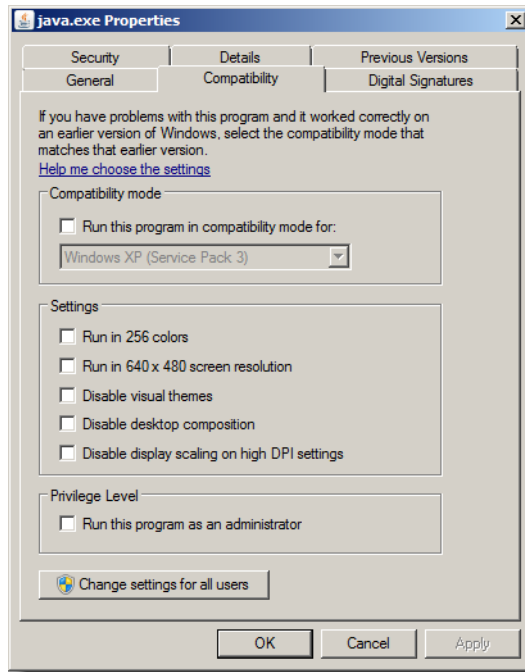 java.exe Properties
Security
Details
Previous Versions
General
Compatibility
Digital Signatures
If you have problems with this program and it worked correctly on
an earlier version of Windows, select the compatibility mode that
matches that earlier version.
Help me choose the settings
Compatibility mode
Run this program in compatibility mode for:
Windows XP (Service Pack 3)
Settings
Run in 256 colors
Run in 640 x 480 screen resolution
Disable visual themes
Disable desktop composition
Disable display scaling on high DPI settings
Privilege Level
Run this program as an administrator
Change settings for all users
OK
Cancel
Apply